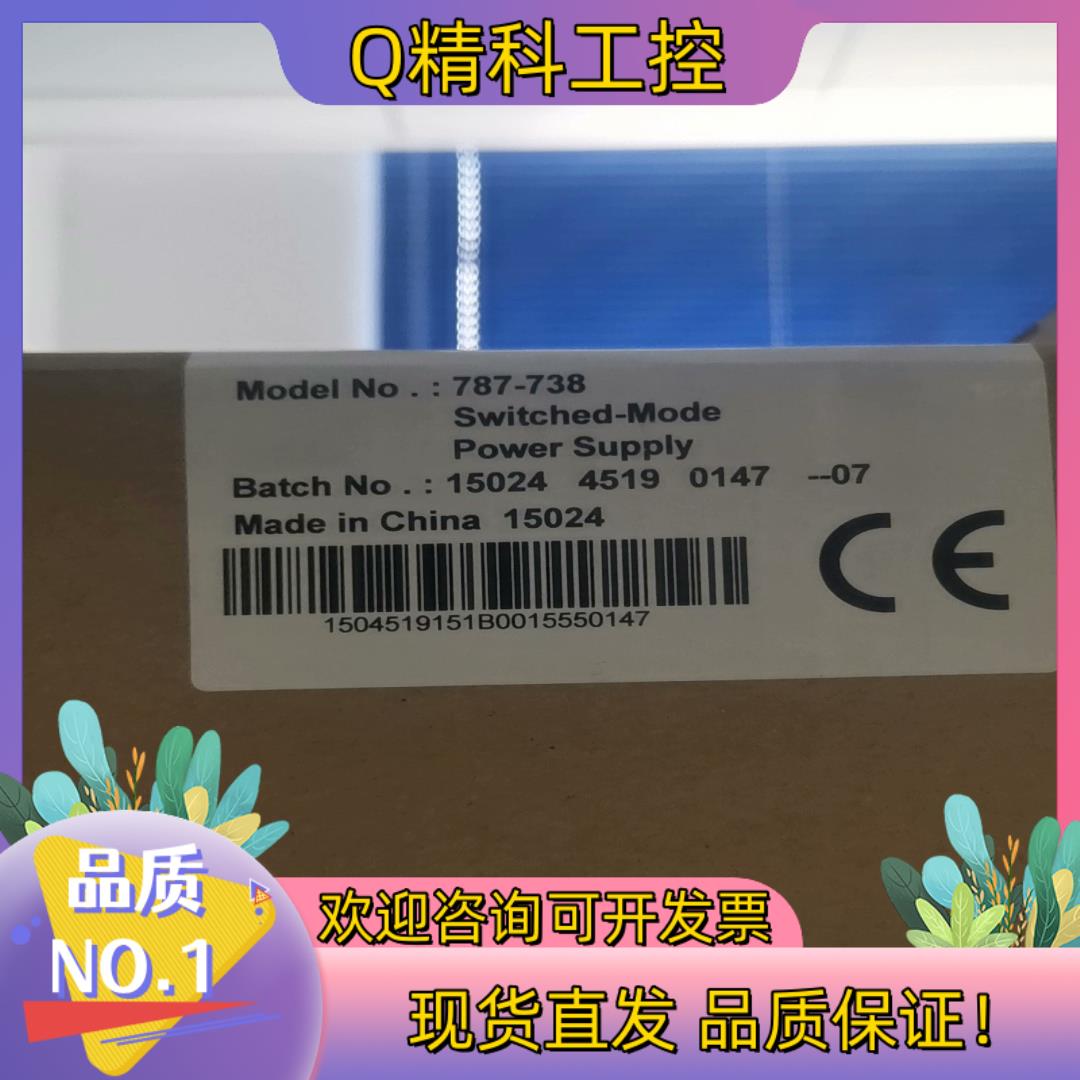 Q精科工控
Model No . : 787-738
Switched-Mode
Power Supply
Batch No . : 15024 4519 0147 --07
Made in China 15024
CE
1504519151B0015550147
品质
NO.1
欢迎咨询可开发票
现货直发 品质保证!